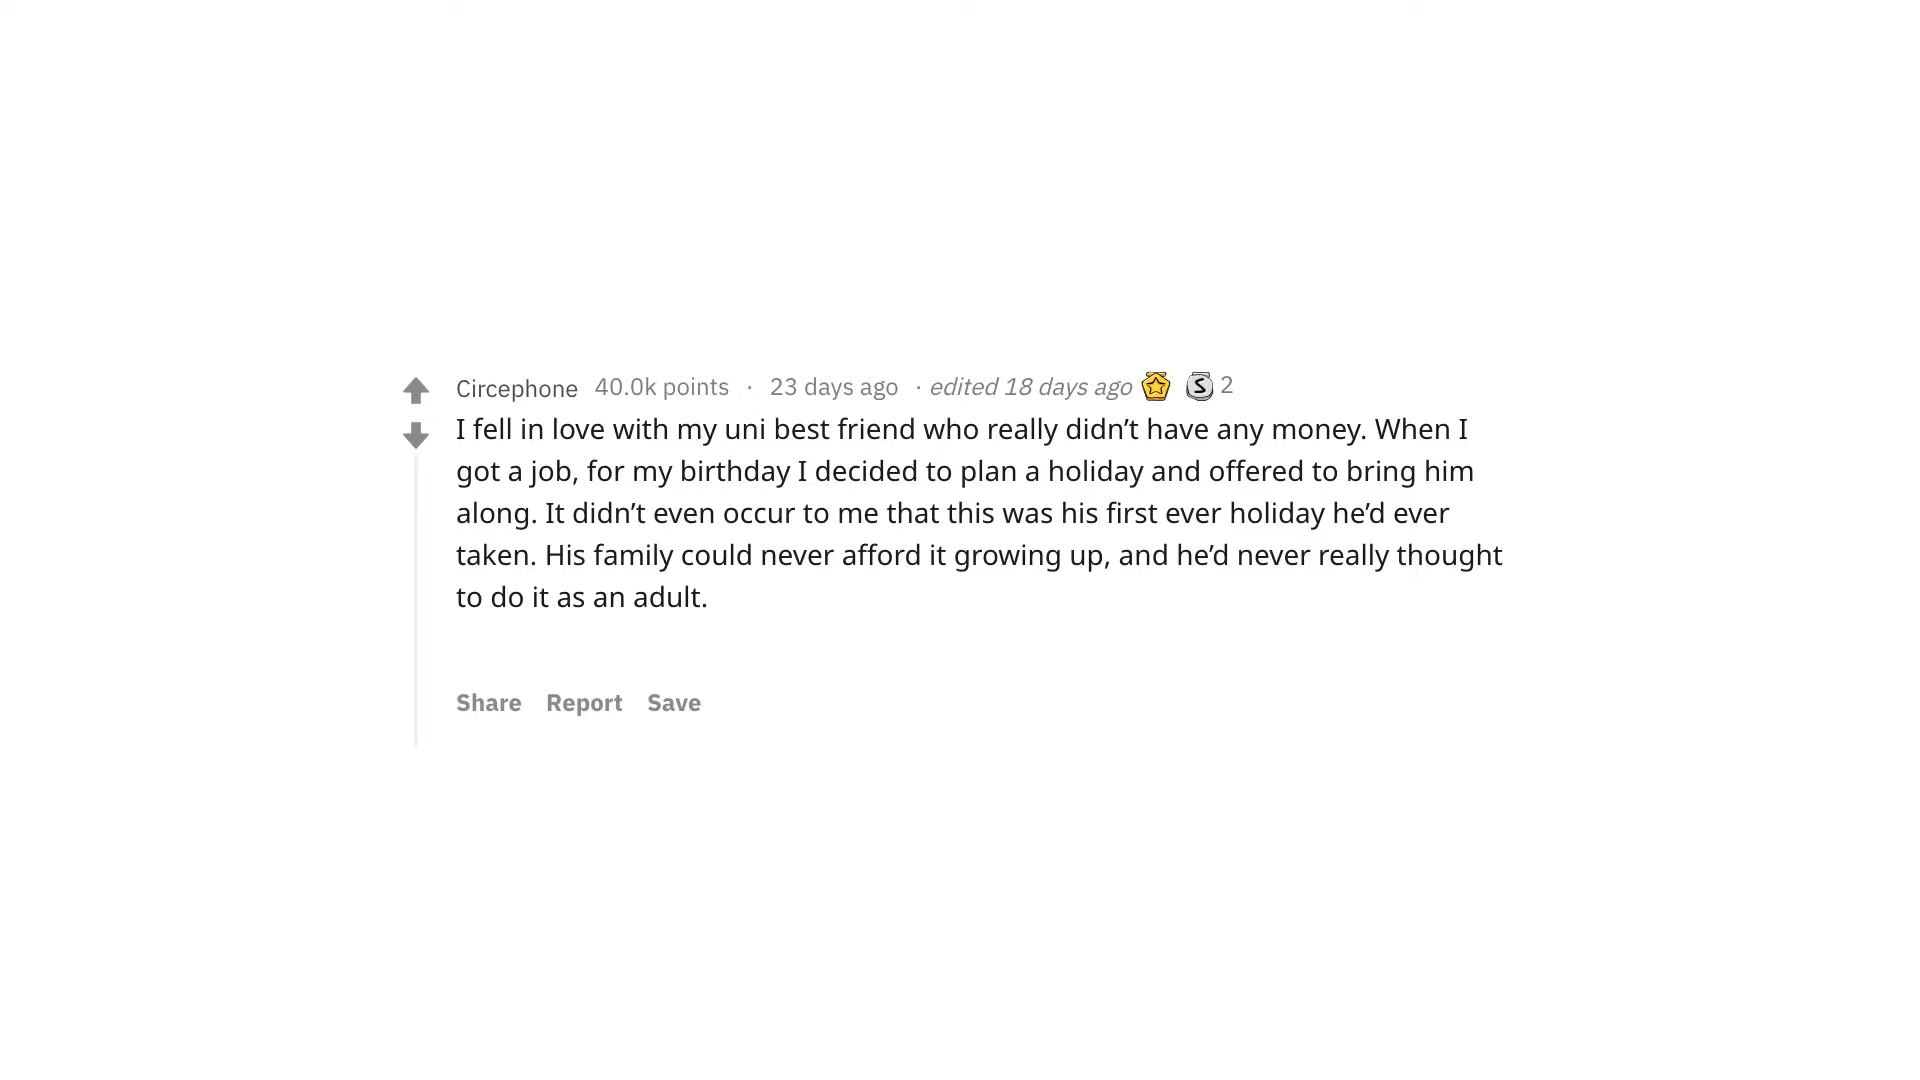 Circephone 40.0k points · 23 days ago · edited 18 days ago S 2
I fell in love with my uni best friend who really didn’t have any money. When I
got a job, for my birthday I decided to plan a holiday and offered to bring him
along. It didn’t even occur to me that this was his first ever holiday he’d ever
taken. His family could never afford it growing up, and he’d never really thought
to do it as an adult.
Share Report Save